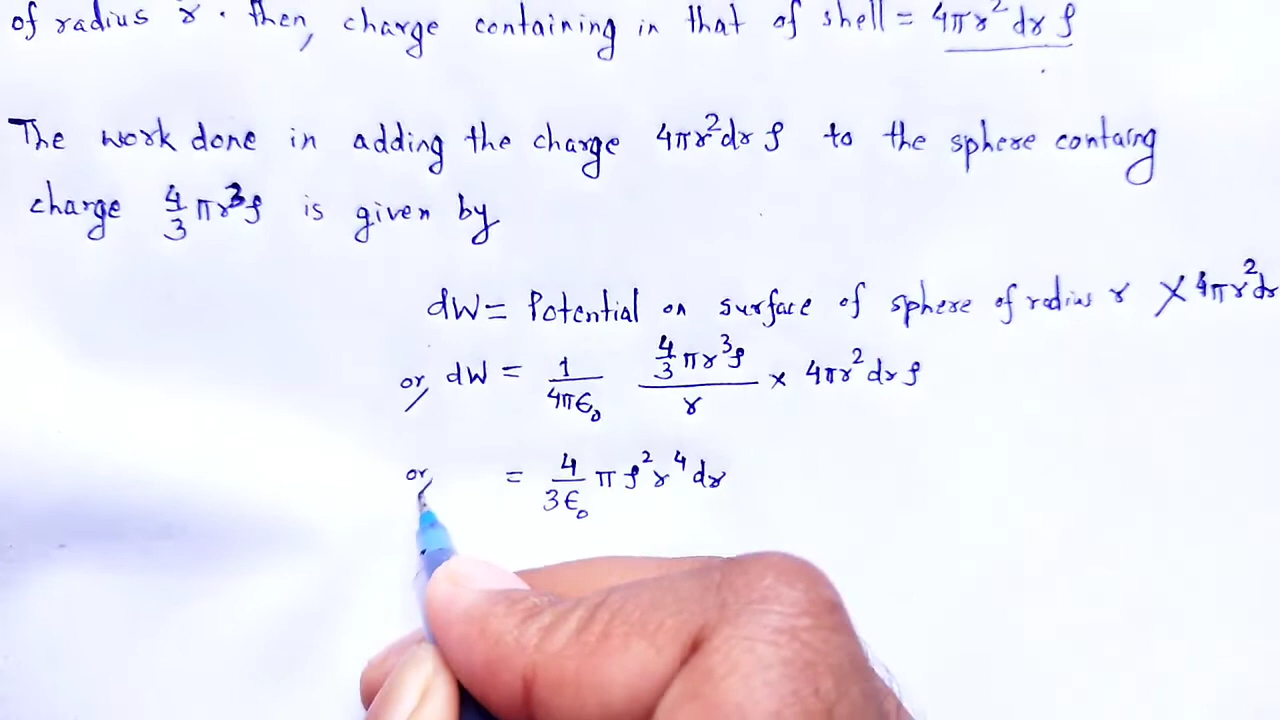 of radius r. then, charge containing in that of shell = 4πr²dr ρ
The work done in adding the charge 4πr²dr ρ to the sphere containg
charge 4/3 πr³ρ is given by
dW = Potential on surface of sphere of radius r × 4πr²dr
or, dW = 1/4πϵ₀ (4/3 πr³ρ)/r × 4πr²dr ρ
or, = 4/3ϵ₀ π ρ²r⁴dr